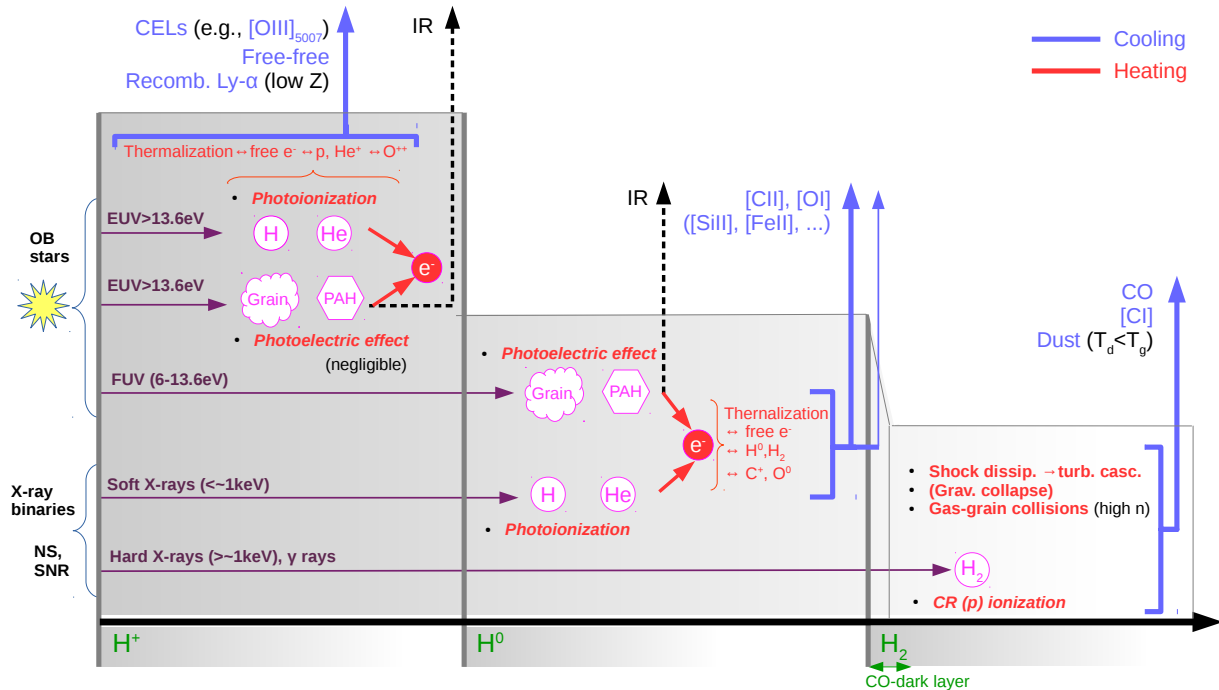 CELs (e.g., [OIII]5007)
Free-free
Recomb. Ly-α (low Z)
IR
Cooling
Heating
Thermalization ↔free e- ↔p, He+ ↔O++
• Photoionization
EUV>13.6eV
H
He
OB
stars
e-
EUV>13.6eV
Grain
PAH
• Photoelectric effect
(negligible)
IR
[CII], [OI]
([SiII], [FeII], ...)
CO
[CI]
Dust (Td<Tg)
• Photoelectric effect
FUV (6-13.6eV)
Grain
PAH
Thernalization
↔ free e-
↔ H0,H2
↔ C+, O0
e-
X-ray
binaries
NS,
SNR
Soft X-rays (<~1keV)
H
He
• Photoionization
• Shock dissip. →turb. casc.
• (Grav. collapse)
• Gas-grain collisions (high n)
Hard X-rays (>~1keV), γ rays
H2
• CR (p) ionization
H+
H0
H2
CO-dark layer